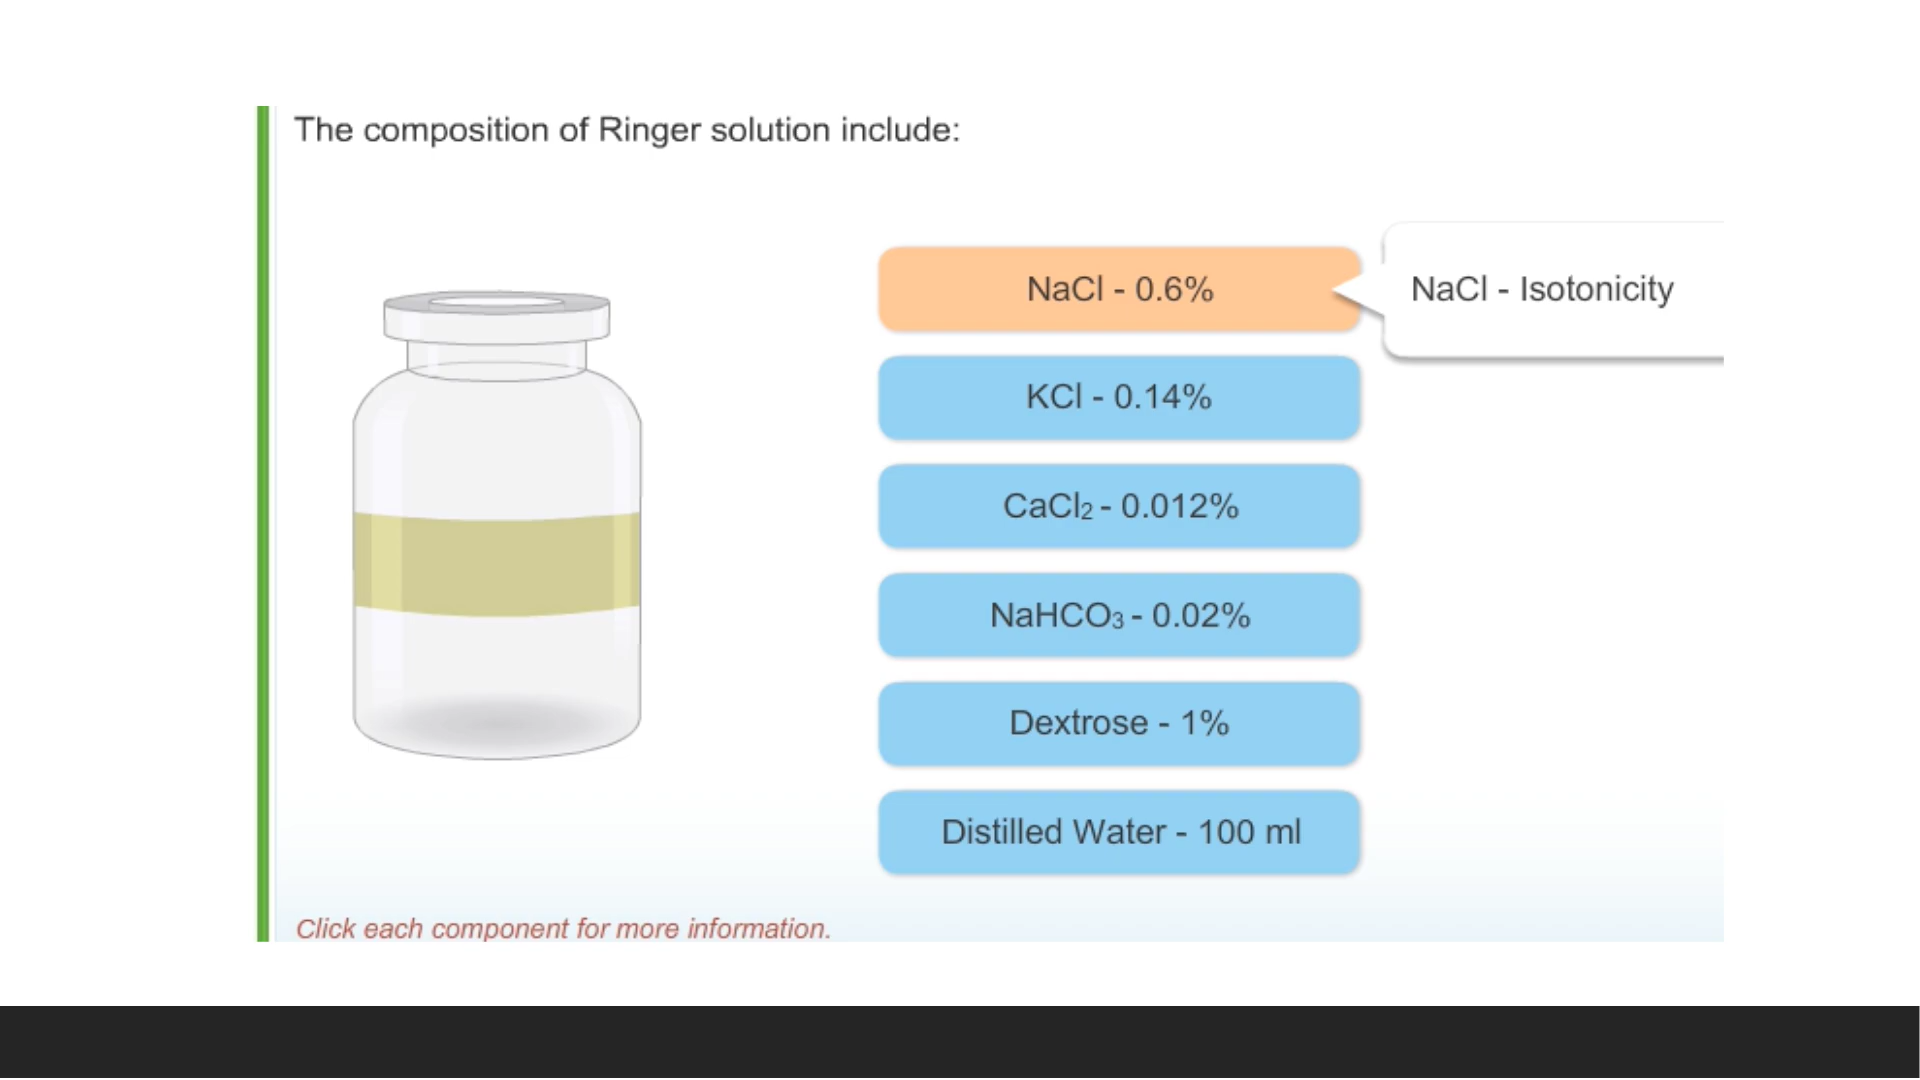 The composition of Ringer solution include:
NaCl - 0.6%
NaCl - Isotonicity
KCl - 0.14%
CaCl₂ - 0.012%
NaHCO₃ - 0.02%
Dextrose - 1%
Distilled Water - 100 ml
Click each component for more information.